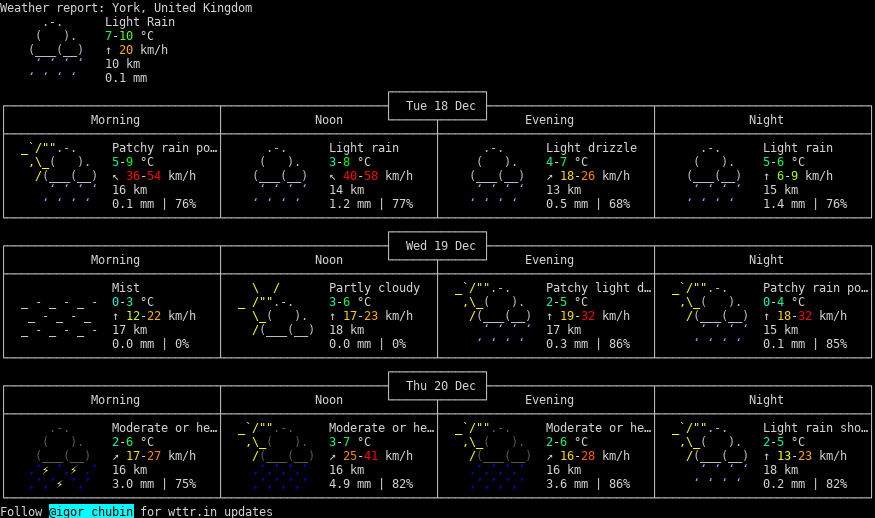 Weather report: York, United Kingdom
Light Rain
7-10 °C
↑ 20 km/h
10 km
0.1 mm
Tue 18 Dec
Morning Noon Evening Night
Patchy rain po… Light rain Light drizzle Light rain
5-9 °C 3-8 °C 4-7 °C 5-6 °C
↖ 36-54 km/h ↖ 40-58 km/h ↗ 18-26 km/h ↑ 6-9 km/h
16 km 14 km 13 km 15 km
0.1 mm | 76% 1.2 mm | 77% 0.5 mm | 68% 1.4 mm | 76%
Wed 19 Dec
Morning Noon Evening Night
Mist Partly cloudy Patchy light d… Patchy rain po…
0-3 °C 3-6 °C 2-5 °C 0-4 °C
↑ 12-22 km/h ↑ 17-23 km/h ↑ 19-32 km/h ↑ 18-32 km/h
17 km 18 km 17 km 15 km
0.0 mm | 0% 0.0 mm | 0% 0.3 mm | 86% 0.1 mm | 85%
Thu 20 Dec
Morning Noon Evening Night
Moderate or he… Moderate or he… Moderate or he… Light rain sho…
2-6 °C 3-7 °C 2-6 °C 2-5 °C
↗ 17-27 km/h ↗ 25-41 km/h ↗ 16-28 km/h ↑ 13-23 km/h
16 km 16 km 16 km 18 km
3.0 mm | 75% 4.9 mm | 82% 3.6 mm | 86% 0.2 mm | 82%
Follow @igor_chubin for wttr.in updates